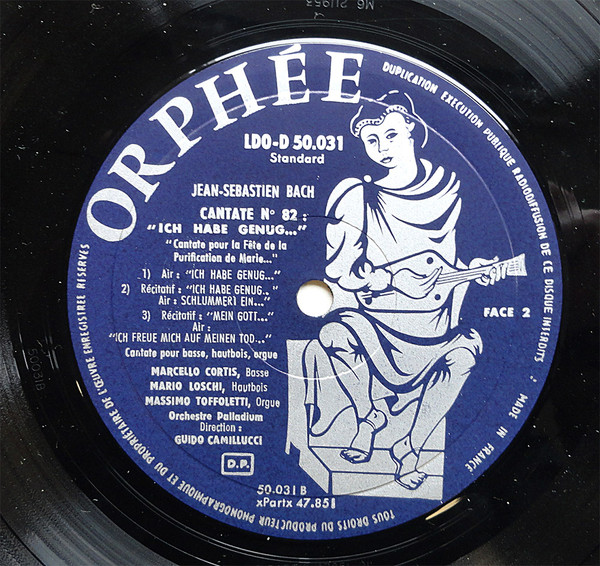 ORPHÉE
LDO-D 50.031
Standard
JEAN-SEBASTIEN BACH
CANTATE N° 82 :
"ICH HABE GENUG..."
"Cantate pour la Fête de la
Purification de Marie..."
1) Air : "ICH HABE GENUG..."
2) Récitatif : "ICH HABE GENUG..."
Air : SCHLUMMERI EIN..."
3) Récitatif : "MEIN GOTT..."
Air :
"ICH FREUE MICH AUF MEINEN TOD..."
Cantate pour basse, hautbois, orgue
MARCELLO CORTIS, Basse
MARIO LOSCHI, Hautbois
MASSIMO TOFFOLETTI, Orgue
Orchestre Palladium
Direction :
GUIDO CAMILLUCCI
D.P.
50.031 B
xPartx 47.851
FACE 2
TOUS DROITS DU PRODUCTEUR PHONOGRAPHIQUE ET DU PROPRIÉTAIRE DE L'ŒUVRE ENREGISTREE RESERVES
DUPLICATION EXECUTION PUBLIQUE RADIODIFFUSION DE CE DISQUE INTERDITS
: MADE IN FRANCE
50031B